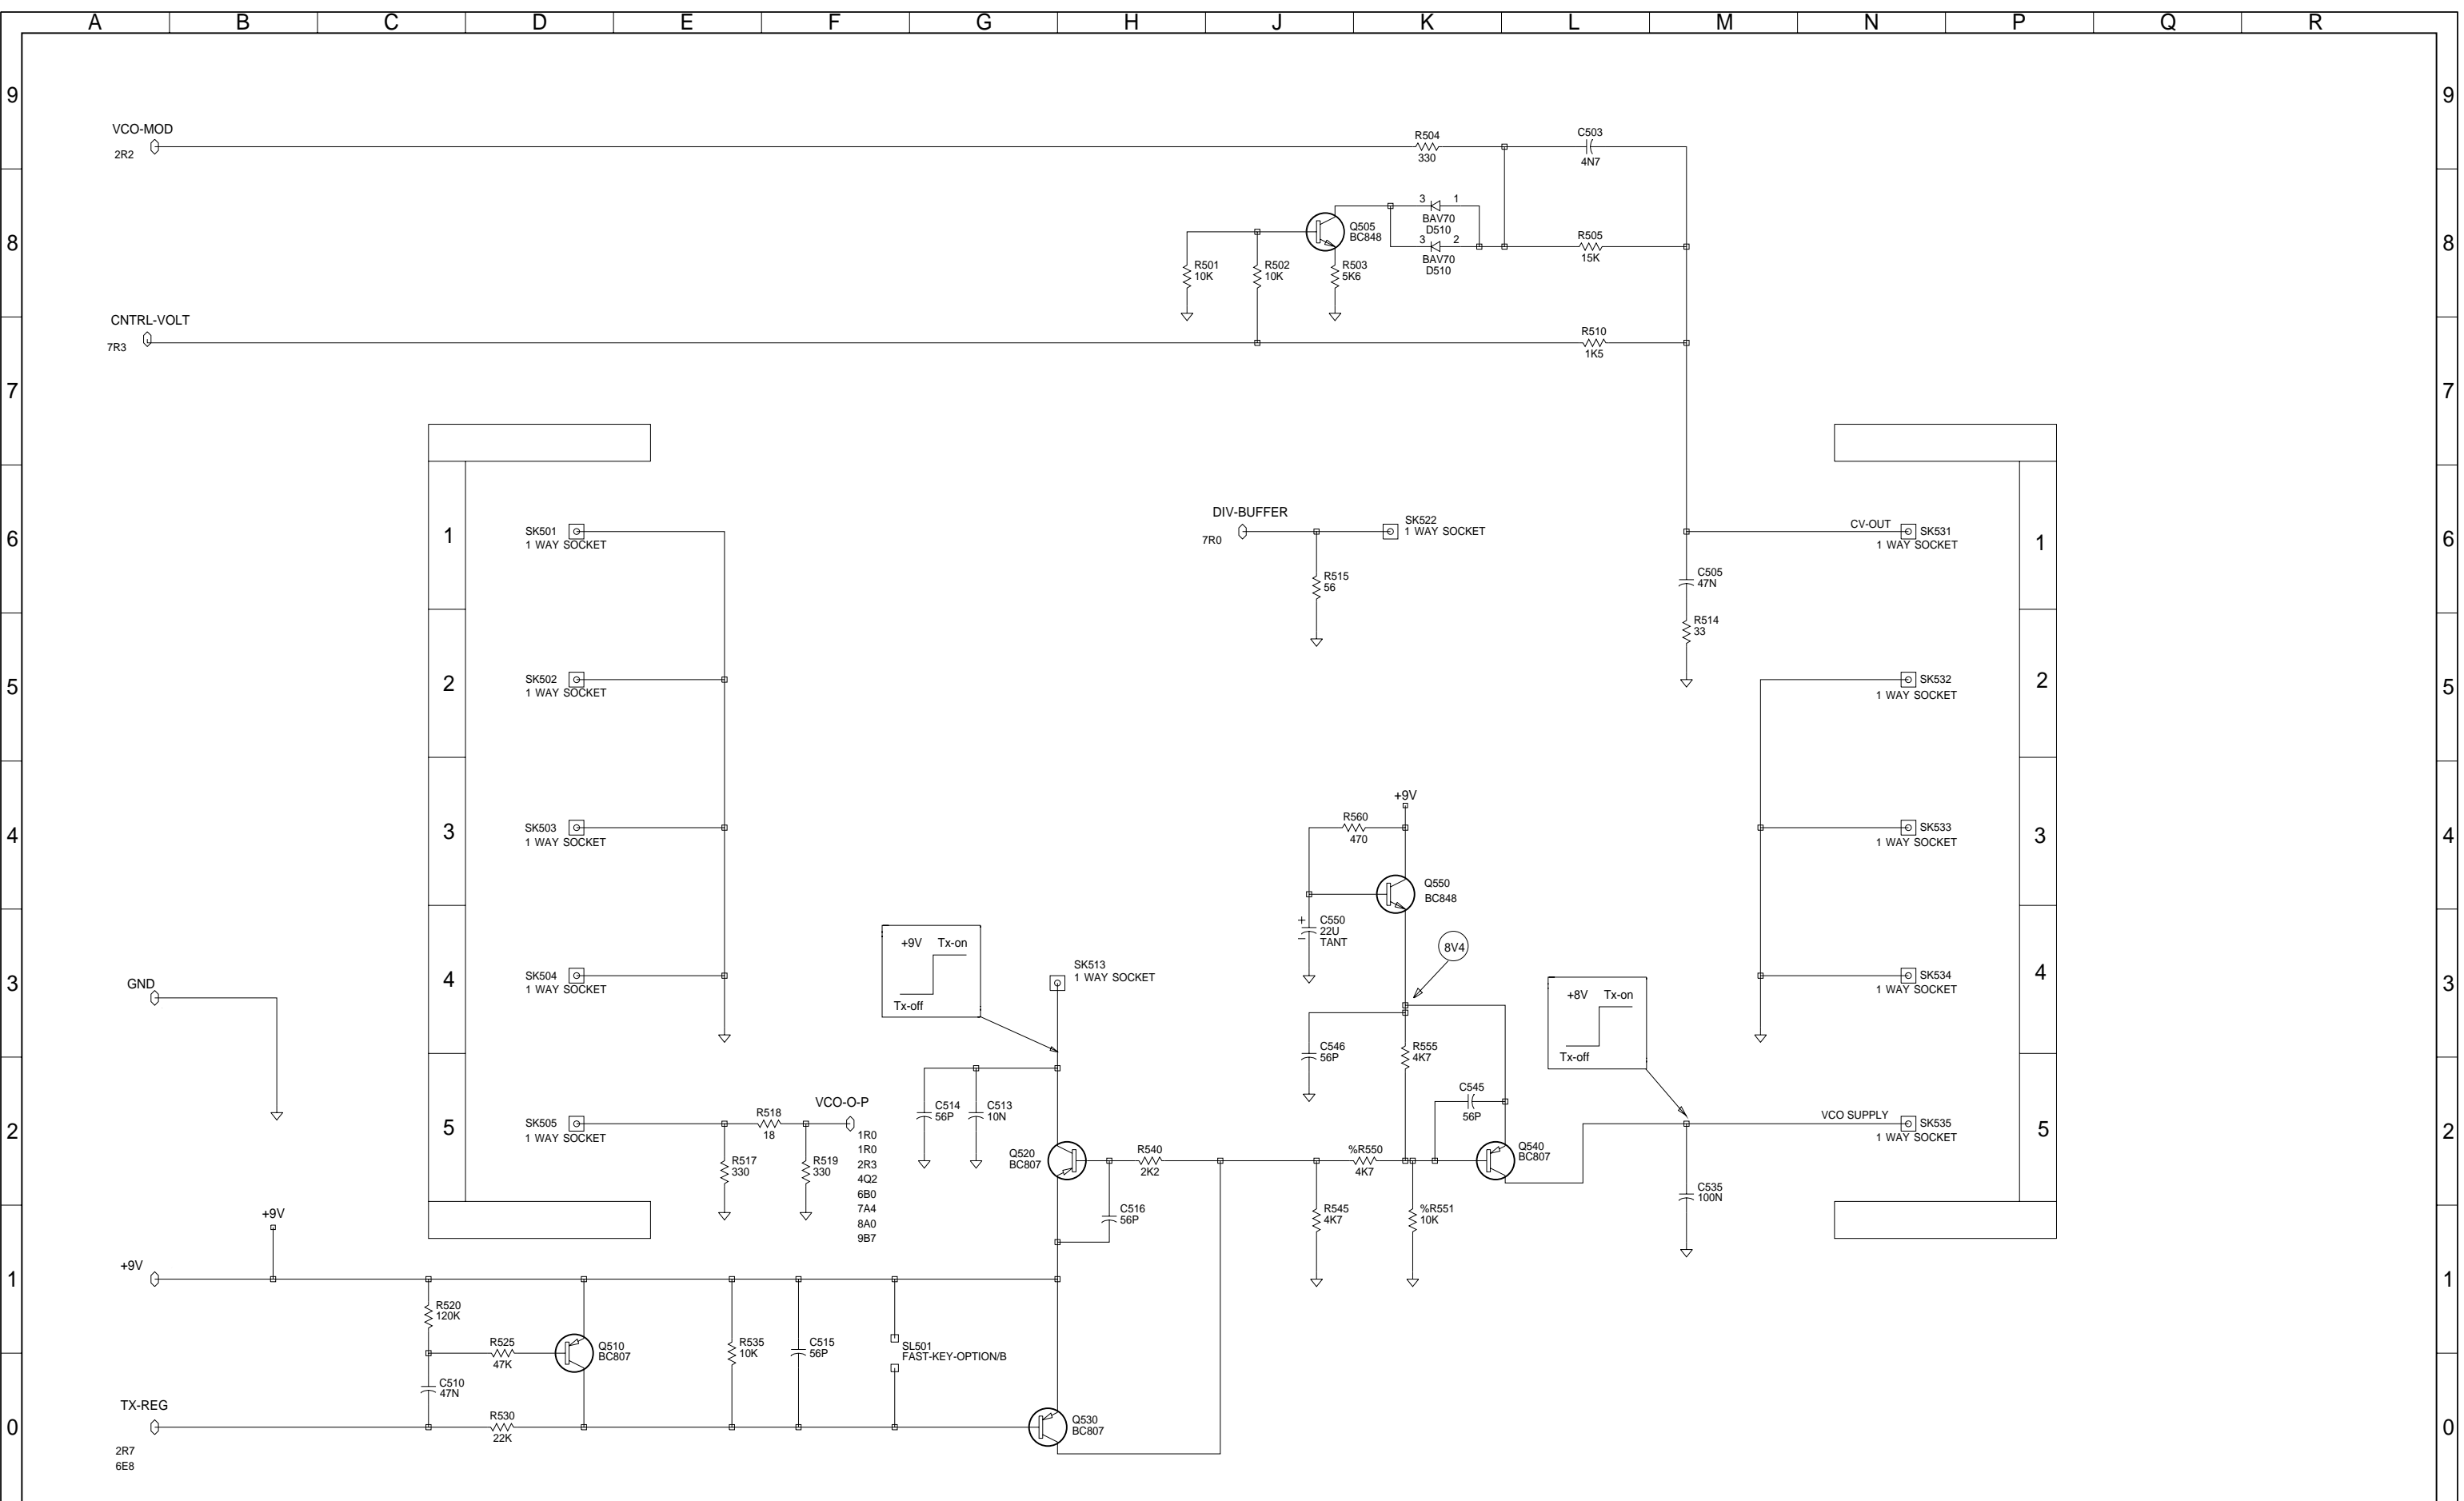 A B C D E F G H J K L M N P Q R
9 9
VCO-MOD
2R2
R504
330
C503
4N7
3 1
BAV70
D510
8 8
Q505
BC848
3 2
BAV70
D510
R505
15K
R501
10K
R502
10K
R503
5K6
CNTRL-VOLT
7R3
R510
1K5
7 7
6 6
1
SK501
1 WAY SOCKET
DIV-BUFFER
7R0
SK522
1 WAY SOCKET
CV-OUT
SK531
1 WAY SOCKET
1
R515
56
C505
47N
R514
33
5 5
2
SK502
1 WAY SOCKET
SK532
1 WAY SOCKET
2
+9V
R560
470
4 4
3
SK503
1 WAY SOCKET
SK533
1 WAY SOCKET
3
Q550
BC848
+
−
C550
22U
TANT
8V4
+9V Tx-on
Tx-off
SK513
1 WAY SOCKET
3 3
GND
4
SK504
1 WAY SOCKET
+8V Tx-on
Tx-off
SK534
1 WAY SOCKET
4
C546
56P
R555
4K7
C545
56P
2 2
5
SK505
1 WAY SOCKET
R518
18
VCO-O-P
1R0
1R0
2R3
4Q2
6B0
7A4
8A0
9B7
R517
330
R519
330
C514
56P
C513
10N
Q520
BC807
R540
2K2
%R550
4K7
Q540
BC807
VCO SUPPLY
SK535
1 WAY SOCKET
5
C516
56P
R545
4K7
%R551
10K
C535
100N
+9V
1 1
+9V
R520
120K
R525
47K
Q510
BC807
R535
10K
C515
56P
SL501
FAST-KEY-OPTION/B
C510
47N
0 0
TX-REG
2R7
6E8
R530
22K
Q530
BC807